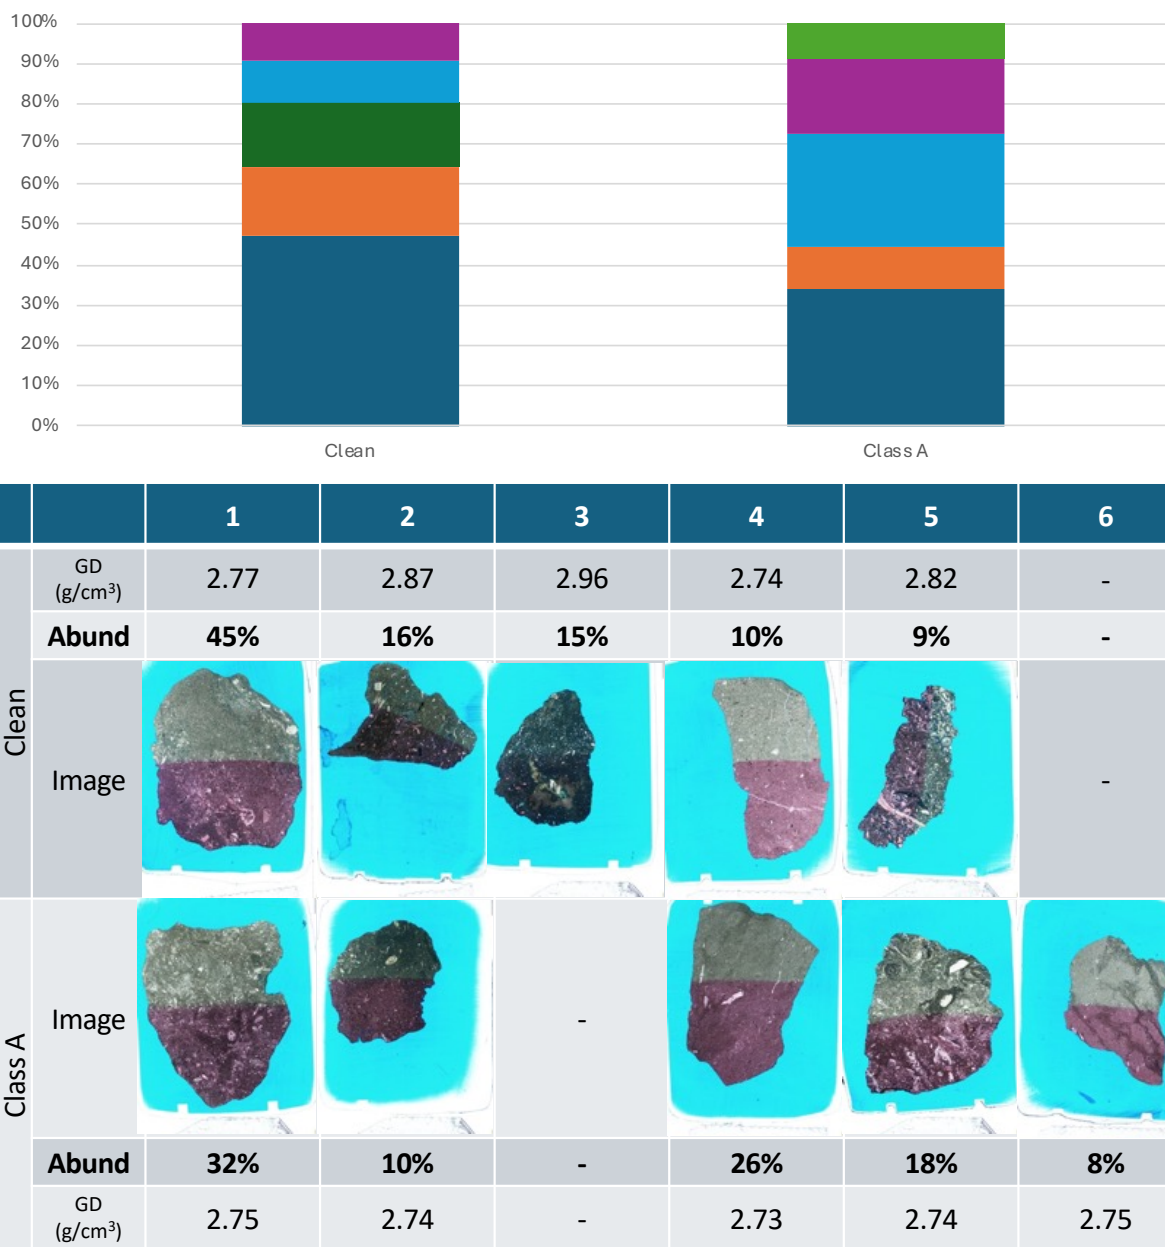 100%
90%
80%
70%
60%
50%
40%
30%
20%
10%
0%
Clean Class A
1 2 3 4 5 6
Clean
GD (g/cm³) 2.77 2.87 2.96 2.74 2.82 -
Abund 45% 16% 15% 10% 9% -
Image -
Class A
Image -
Abund 32% 10% - 26% 18% 8%
GD (g/cm³) 2.75 2.74 - 2.73 2.74 2.75